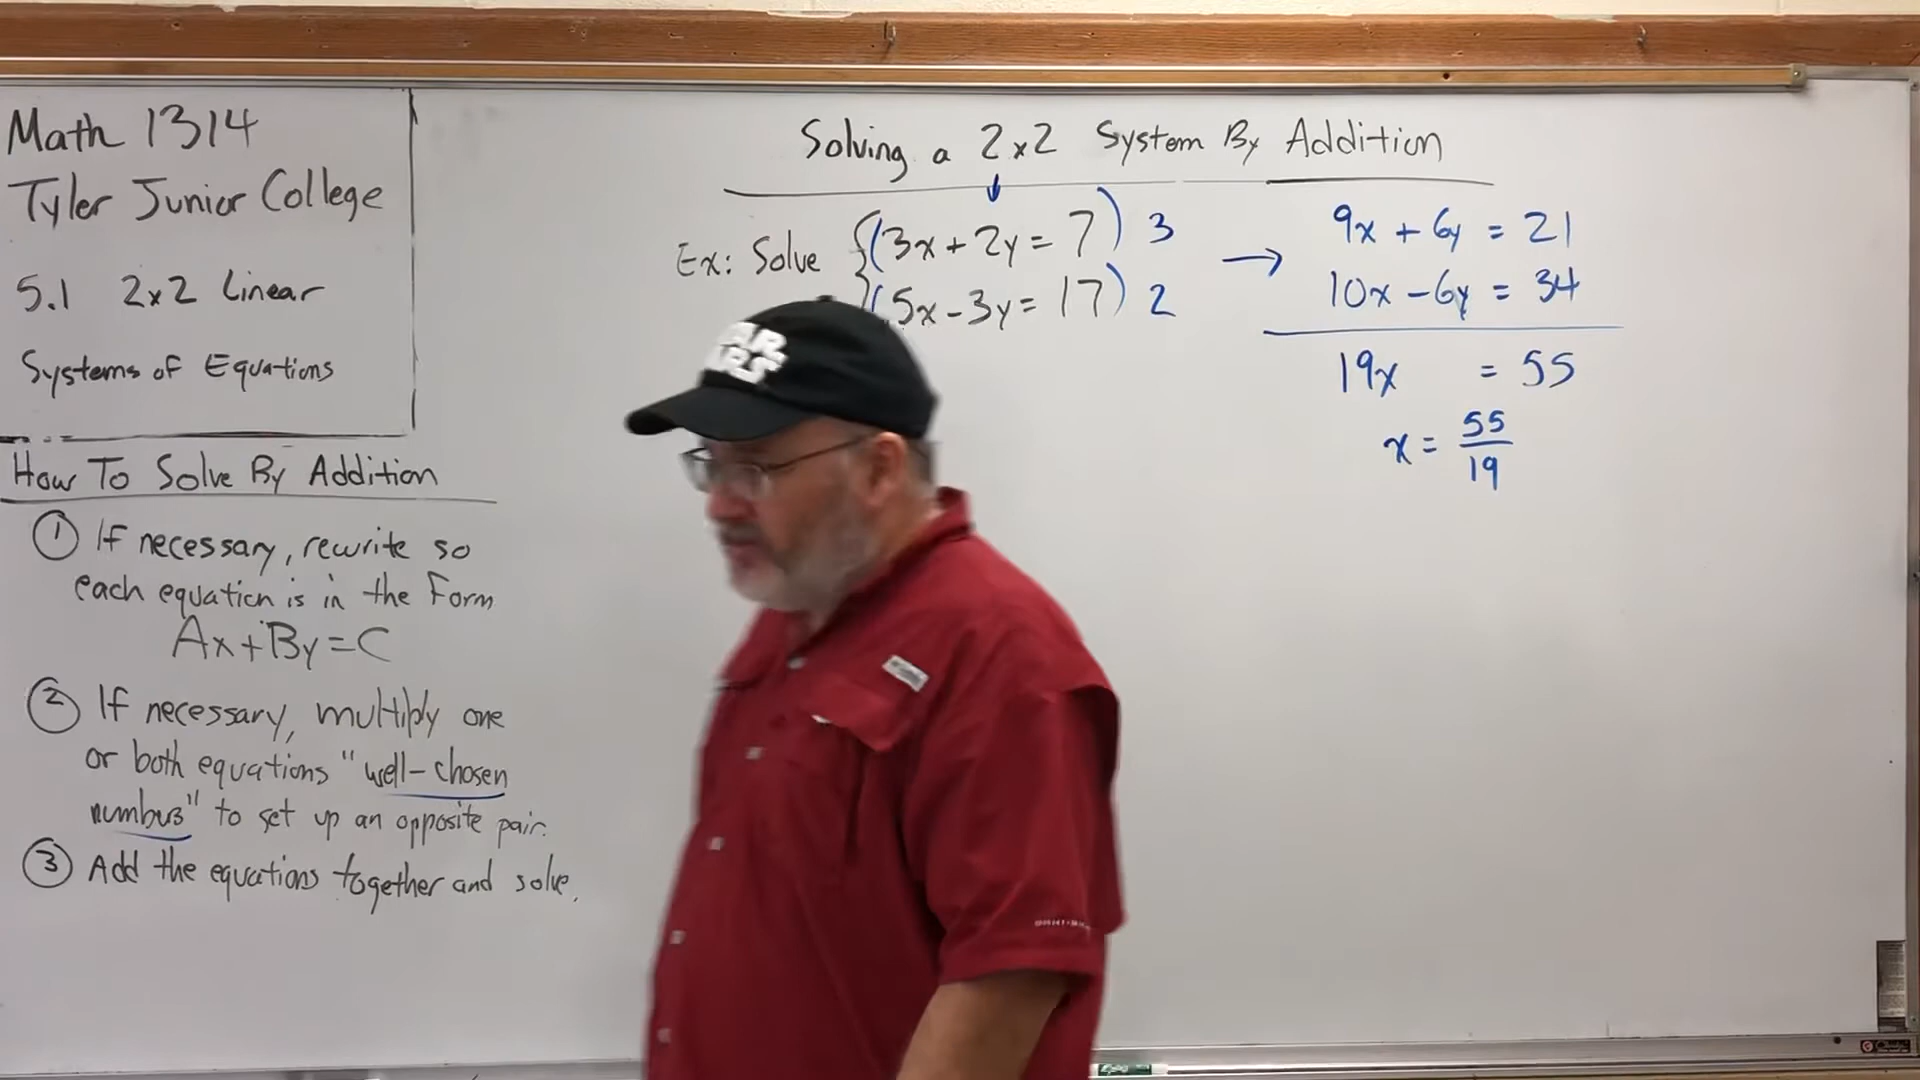 Math 1314
Tyler Junior College
5.1 2x2 Linear
Systems of Equations
How To Solve By Addition
① If necessary, rewrite so
each equation is in the Form
Ax+By=C
② If necessary, multiply one
or both equations "well-chosen
numbers" to set up an opposite pair.
③ Add the equations together and solve.
Solving a 2x2 System By Addition
Ex: Solve {(3x+2y=7) 3
(5x-3y=17) 2
→
9x+6y=21
10x-6y=34
19x =55
x=55/19